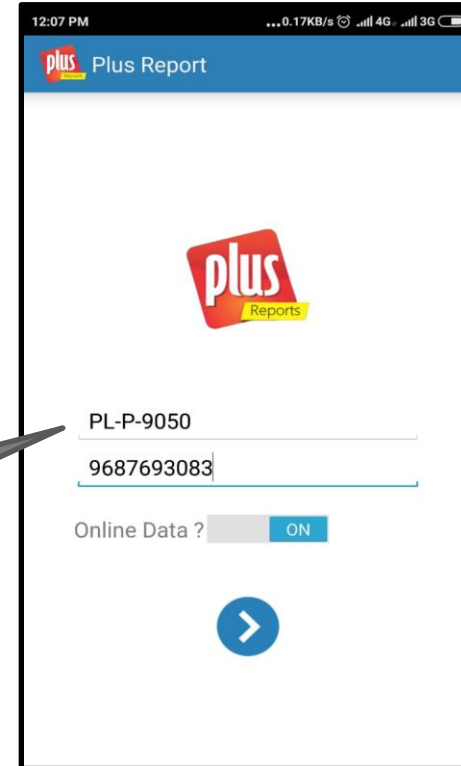 12:07 PM ...0.17KB/s 4G 3G
plus Reports Plus Report
plus
Reports
PL-P-9050
9687693083
Online Data ? ON